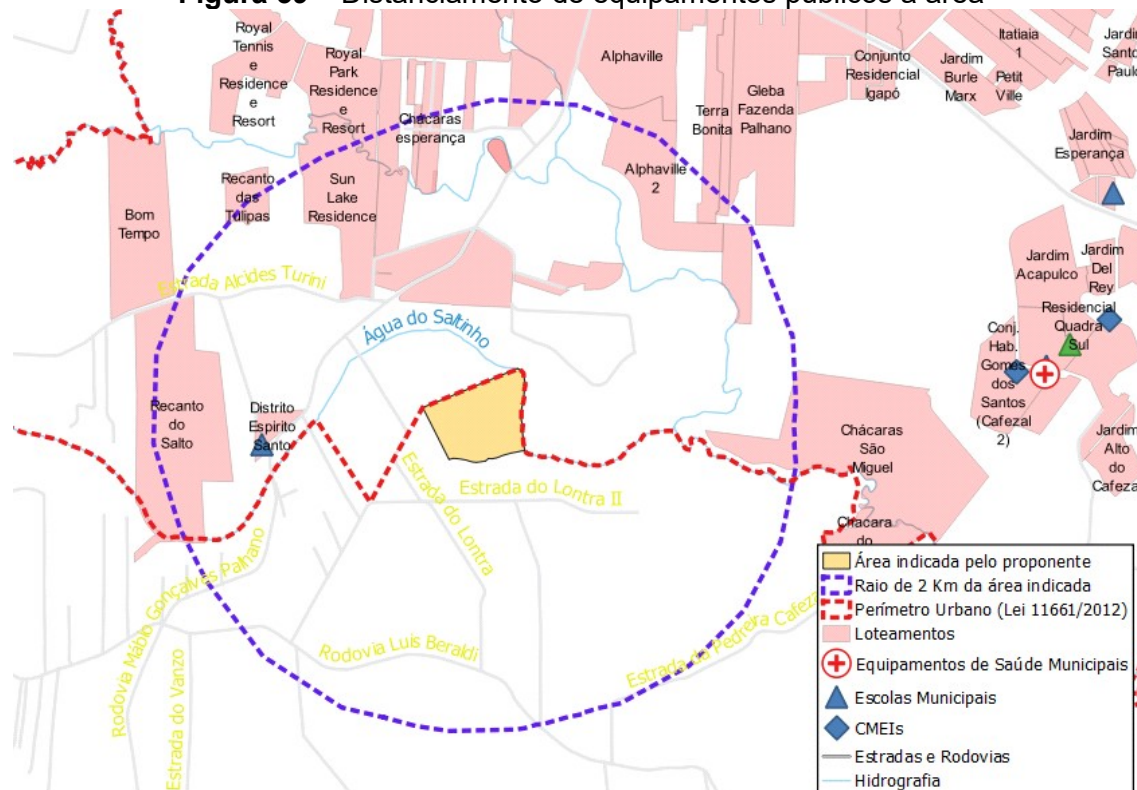 Distanciamento de equipamentos públicos à área
Royal
Tennis
Residence
e
Resort
Royal
Park
Residence
e
Resort
Chácaras
esperança
Alphaville
Terra
Bonita
Gleba
Fazenda
Palhano
Conjunto
Residencial
Igapó
Jardim
Burle
Marx
Itatiaia
1
Petit
Ville
Jardim
Esperança
Bom
Tempo
Recanto
das
Tulipas
Sun
Lake
Residence
Alphaville
2
Jardim
Acapulco
Jardim
Del
Rey
Residencial
Quadra
Sul
Conj.
Hab.
Gomes
dos
Santos
(Cafezal
2)
Estrada Alcides Turini
Água do Saltinho
Recanto
do
Salto
Distrito
Espirito
Santo
Chácaras
São
Miguel
Jardim
Alto
do
Cafezal
Estrada do Lontra
Estrada do Lontra II
Chacara
do
Rodovia Mábio Gonçalves Palhano
Estrada do Vanzo
Rodovia Luis Beraldi
Estrada da Pedreira Cafezal
Área indicada pelo proponente
Raio de 2 Km da área indicada
Perímetro Urbano (Lei 11661/2012)
Loteamentos
Equipamentos de Saúde Municipais
Escolas Municipais
CMEIs
Estradas e Rodovias
Hidrografia